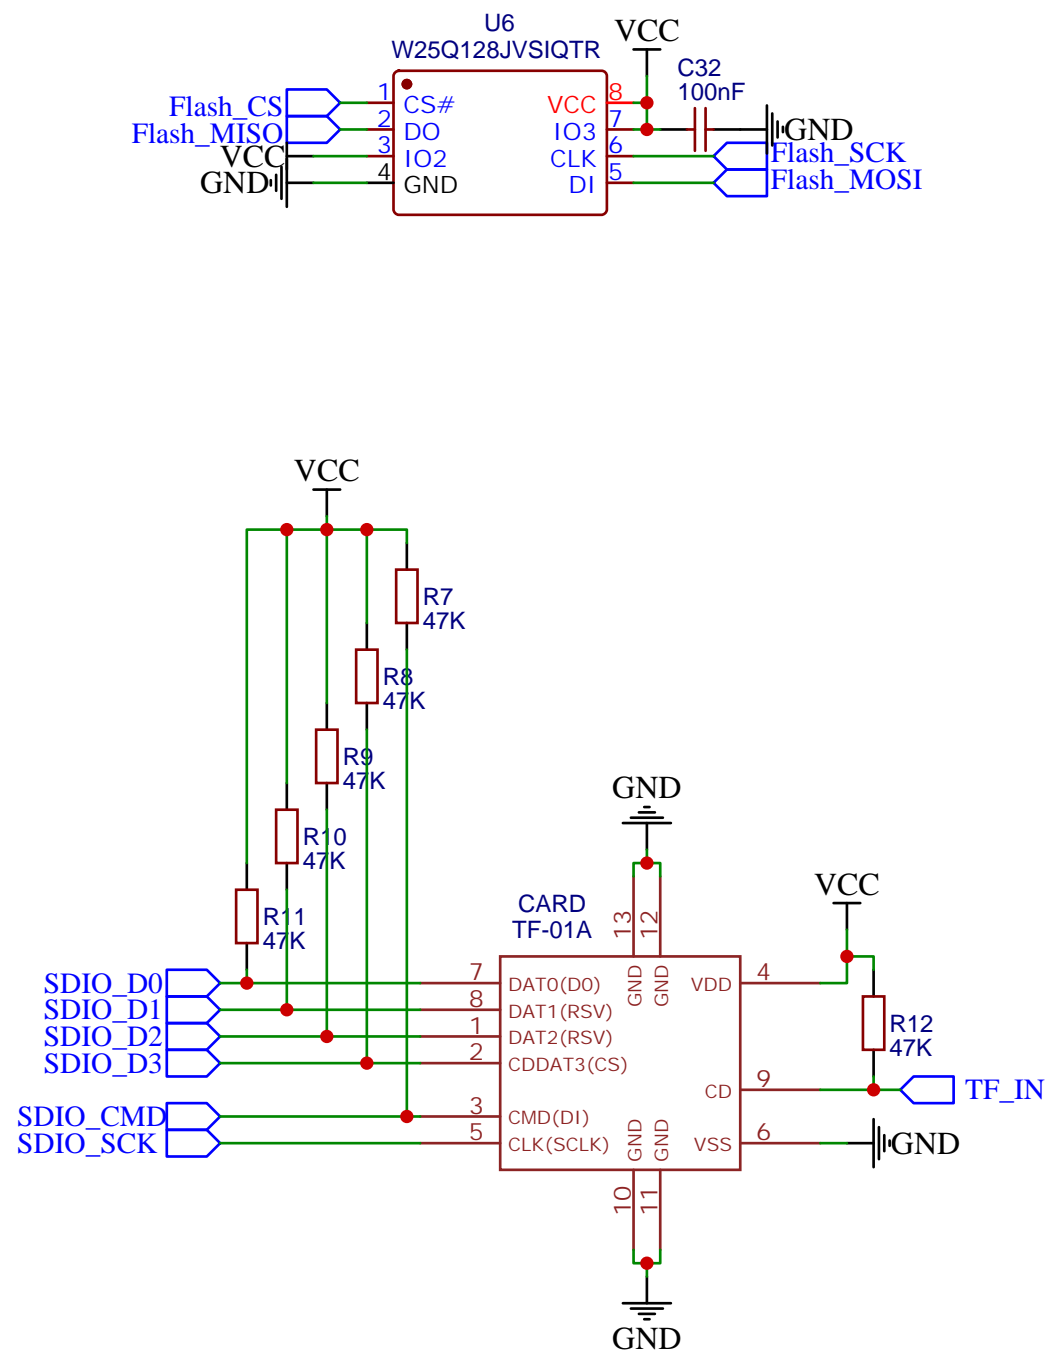 U6
W25Q128JVSIQTR
VCC
C32
100nF
Flash_CS
1
CS#
VCC
8
Flash_MISO
2
DO
IO3
7
GND
VCC
3
IO2
CLK
6
Flash_SCK
GND
4
GND
DI
5
Flash_MOSI
VCC
R7
47K
R8
47K
R9
47K
R10
47K
R11
47K
GND
CARD
TF-01A
13
12
GND
GND
VCC
SDIO_D0
7
DAT0(D0)
VDD
4
SDIO_D1
8
DAT1(RSV)
R12
47K
SDIO_D2
1
DAT2(RSV)
SDIO_D3
2
CDDAT3(CS)
CD
9
TF_IN
SDIO_CMD
3
CMD(DI)
SDIO_SCK
5
CLK(SCLK)
VSS
6
GND
GND
GND
10
11
GND